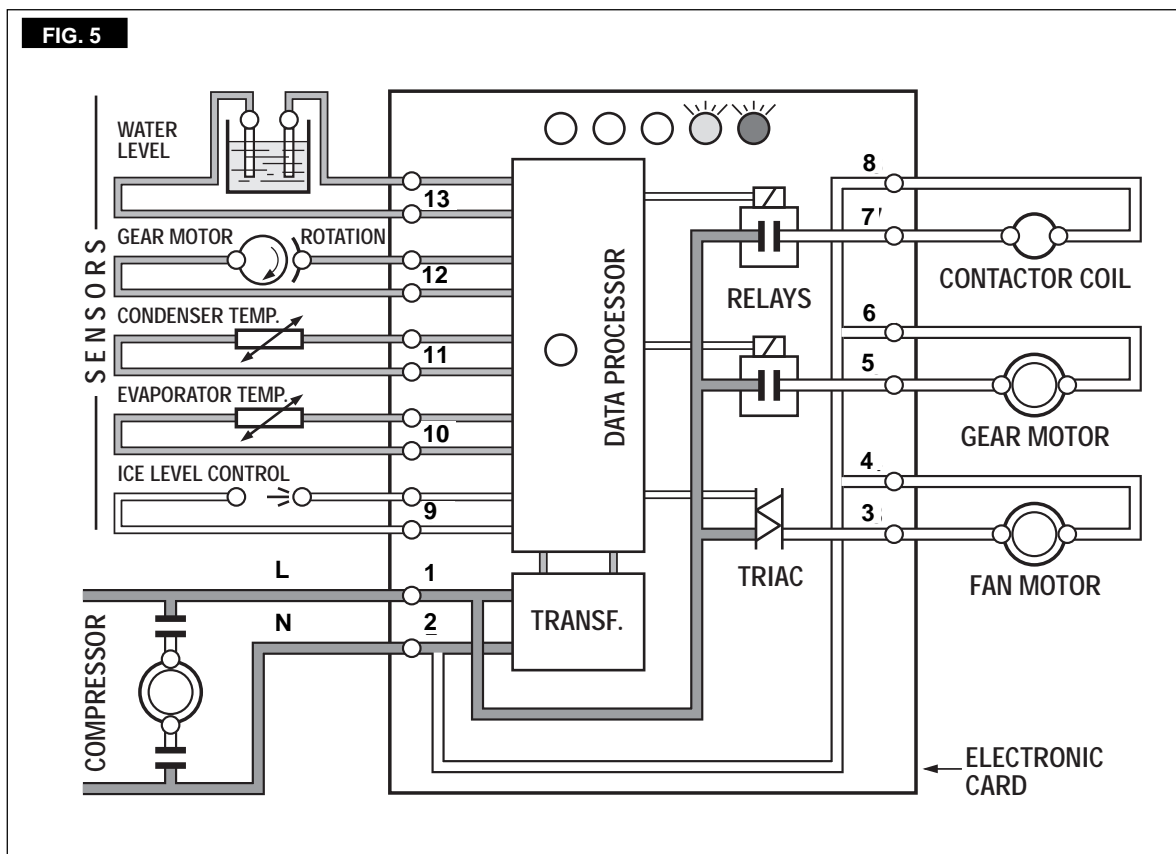 FIG. 5
WATER
LEVEL
13
GEAR MOTOR ROTATION
12
CONDENSER TEMP.
11
EVAPORATOR TEMP.
10
ICE LEVEL CONTROL
9
SENSORS
L
1
N
2
COMPRESSOR
DATA PROCESSOR
TRANSF.
RELAYS
TRIAC
8
7
CONTACTOR COIL
6
5
GEAR MOTOR
4
3
FAN MOTOR
ELECTRONIC
CARD